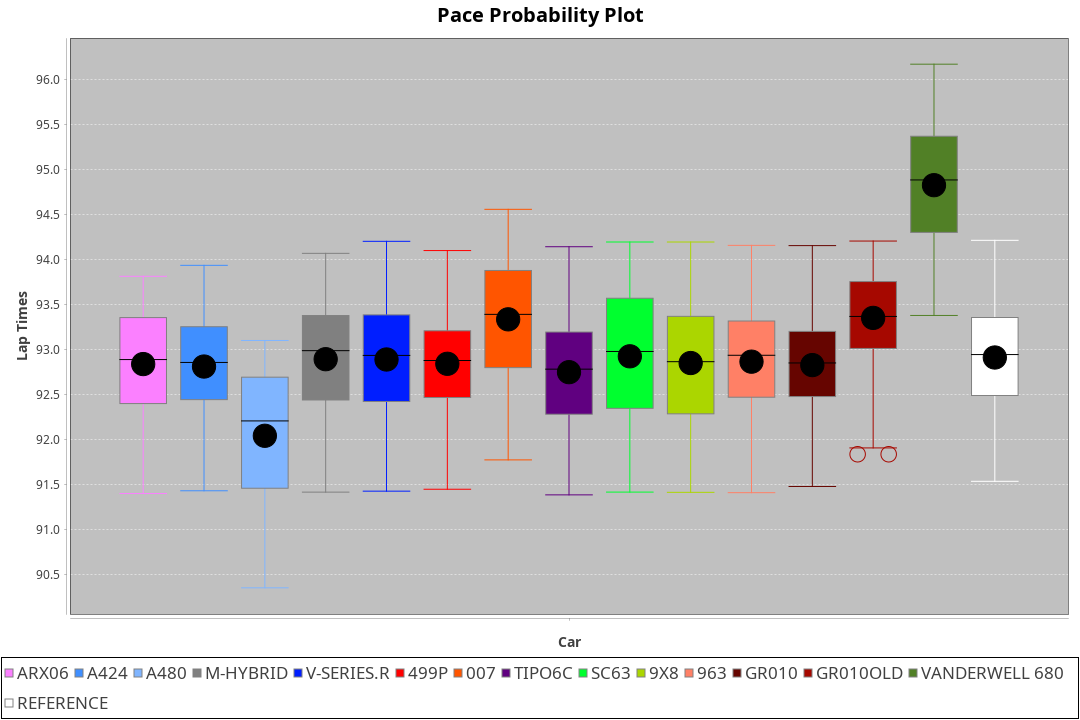 Pace Probability Plot
96.0
95.5
95.0
94.5
94.0
93.5
93.0
92.5
92.0
91.5
91.0
90.5
Lap Times
Car
ARX06 A424 A480 M-HYBRID V-SERIES.R 499P 007 TIPO6C SC63 9X8 963 GR010 GR010OLD VANDERWELL 680
REFERENCE